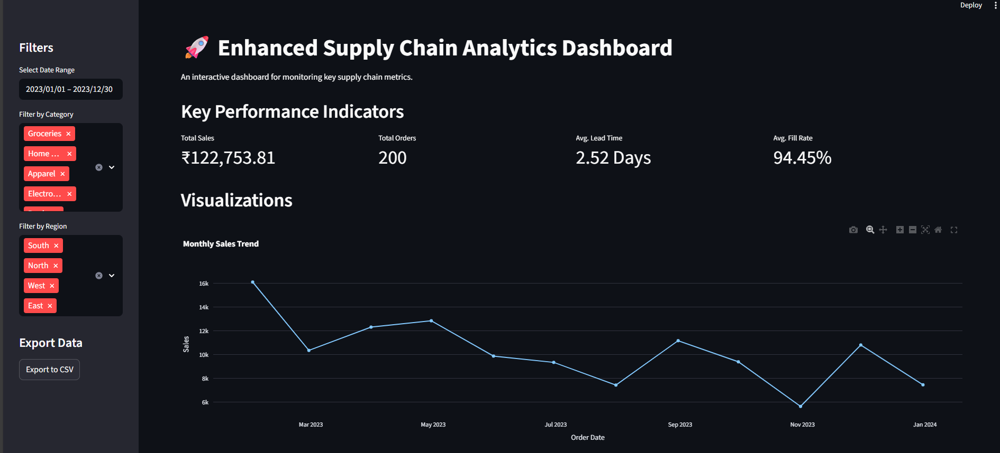 Deploy
Filters
Select Date Range
2023/01/01 – 2023/12/30
Filter by Category
Groceries ×
Home ... ×
Apparel ×
Electro... ×
Filter by Region
South ×
North ×
West ×
East ×
Export Data
Export to CSV
Enhanced Supply Chain Analytics Dashboard
An interactive dashboard for monitoring key supply chain metrics.
Key Performance Indicators
Total Sales
₹122,753.81
Total Orders
200
Avg. Lead Time
2.52 Days
Avg. Fill Rate
94.45%
Visualizations
Monthly Sales Trend
Sales
16k
14k
12k
10k
8k
6k
Mar 2023 May 2023 Jul 2023 Sep 2023 Nov 2023 Jan 2024
Order Date